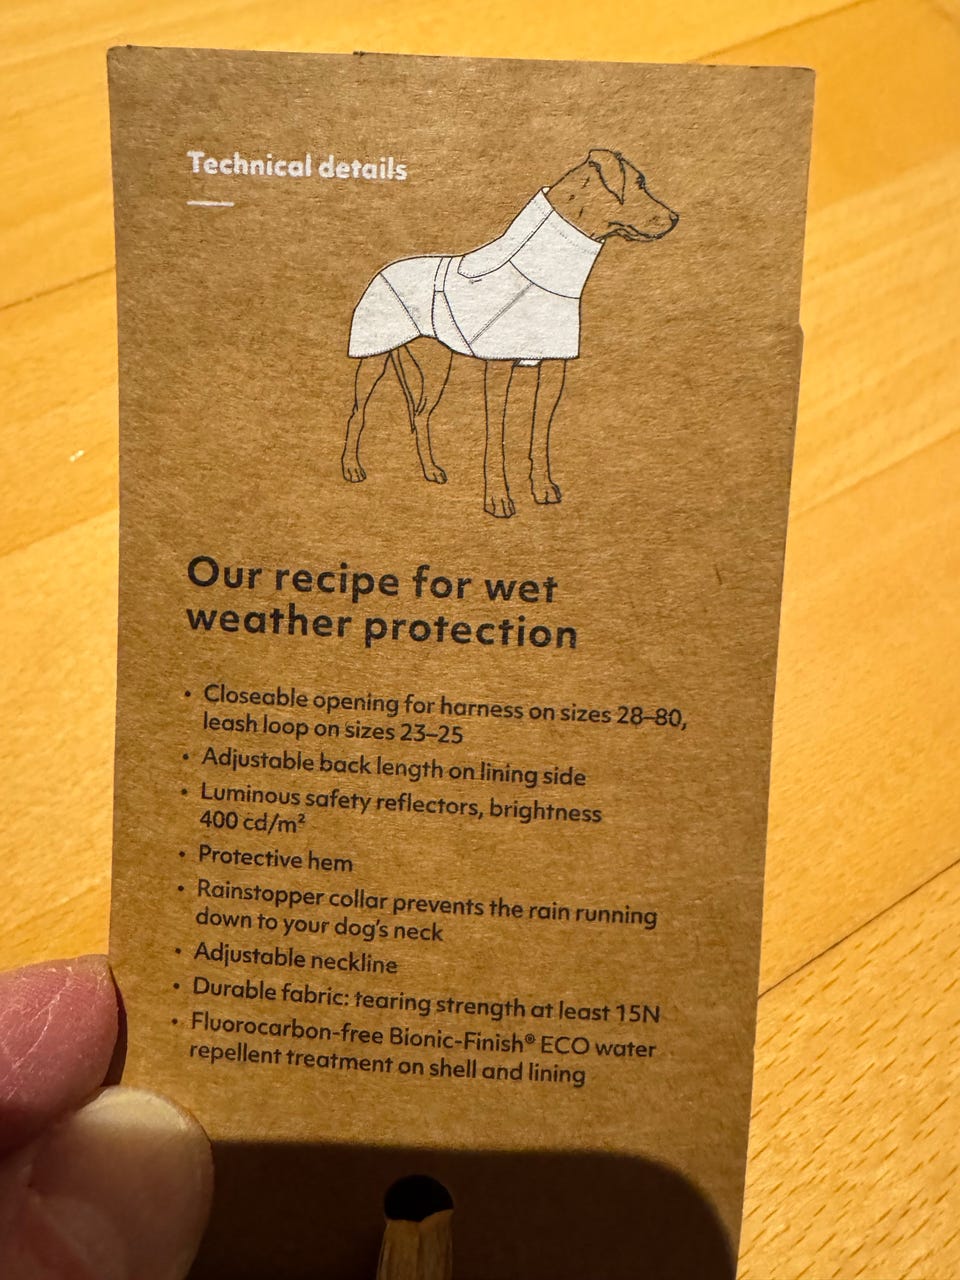 Technical details
Our recipe for wet
weather protection
• Closeable opening for harness on sizes 28–80,
leash loop on sizes 23–25
• Adjustable back length on lining side
• Luminous safety reflectors, brightness
400 cd/m²
• Protective hem
• Rainstopper collar prevents the rain running
down to your dog's neck
• Adjustable neckline
• Durable fabric: tearing strength at least 15N
• Fluorocarbon-free Bionic-Finish® ECO water
repellent treatment on shell and lining